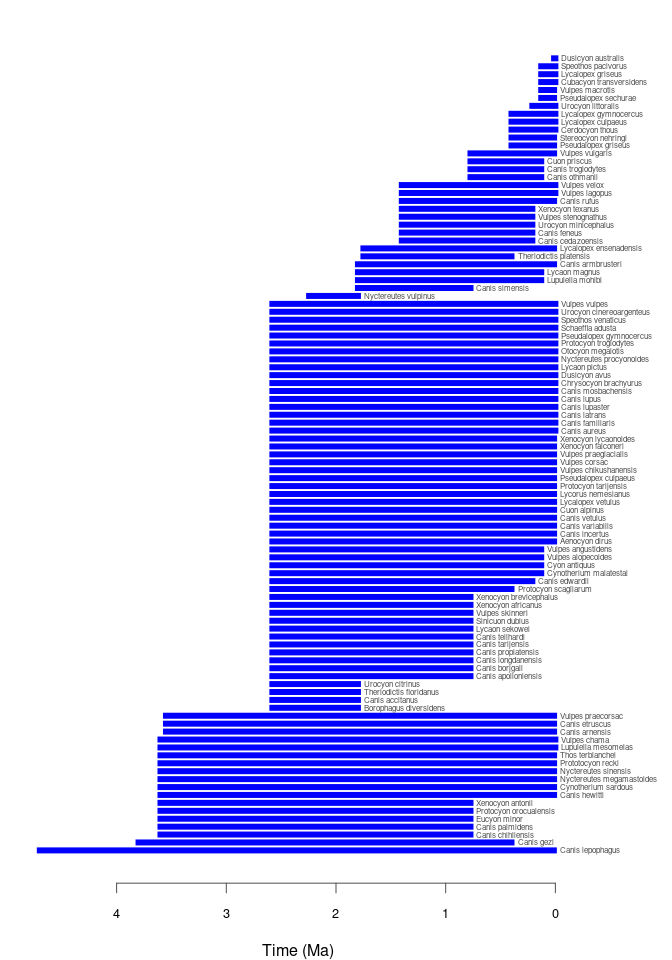 Dusicyon australis
Speothos pacivorus
Lycalopex griseus
Cubacyon transversidens
Vulpes macrotis
Pseudalopex sechurae
Urocyon littoralis
Lycalopex gymnocercus
Lycalopex culpaeus
Cerdocyon thous
Stereocyon nehringi
Pseudalopex griseus
Vulpes vulgaris
Cuon priscus
Canis troglodytes
Canis othmanii
Vulpes velox
Vulpes lagopus
Canis rufus
Xenocyon texanus
Vulpes stenognathus
Urocyon minicephalus
Canis feneus
Canis cedazoensis
Lycalopex ensenadensis
Theriodictis platensis
Canis armbrusteri
Lycaon magnus
Lupulella mohibi
Canis simensis
Nyctereutes vulpinus
Vulpes vulpes
Urocyon cinereoargenteus
Speothos venaticus
Schaeffia adusta
Pseudalopex gymnocercus
Protocyon troglodytes
Otocyon megalotis
Nyctereutes procyonoides
Lycaon pictus
Dusicyon avus
Chrysocyon brachyurus
Canis mosbachensis
Canis lupus
Canis lupaster
Canis latrans
Canis familiaris
Canis aureus
Xenocyon lycaonoides
Xenocyon falconeri
Vulpes praeglacialis
Vulpes corsac
Vulpes chikushanensis
Pseudalopex culpaeus
Protocyon tarijensis
Lycorus nemesianus
Lycalopex vetulus
Cuon alpinus
Canis vetulus
Canis variabilis
Canis incertus
Aenocyon dirus
Vulpes angustidens
Vulpes alopecoides
Cyon antiquus
Cynotherium malatestai
Canis edwardii
Protocyon scagliarum
Xenocyon brevicephalus
Xenocyon africanus
Vulpes skinneri
Sinicuon dubius
Lycaon sekowei
Canis teilhardi
Canis tarijensis
Canis proplatensis
Canis longdanensis
Canis borjgali
Canis apolloniensis
Urocyon citrinus
Theriodictis floridanus
Canis accitanus
Borophagus diversidens
Vulpes praecorsac
Canis etruscus
Canis arnensis
Vulpes chama
Lupulella mesomelas
Thos terblanchei
Prototocyon recki
Nyctereutes sinensis
Nyctereutes megamastoides
Cynotherium sardous
Canis hewitti
Xenocyon antonii
Protocyon orocualensis
Eucyon minor
Canis palmidens
Canis chihliensis
Canis gezi
Canis lepophagus
4 3 2 1 0
Time (Ma)